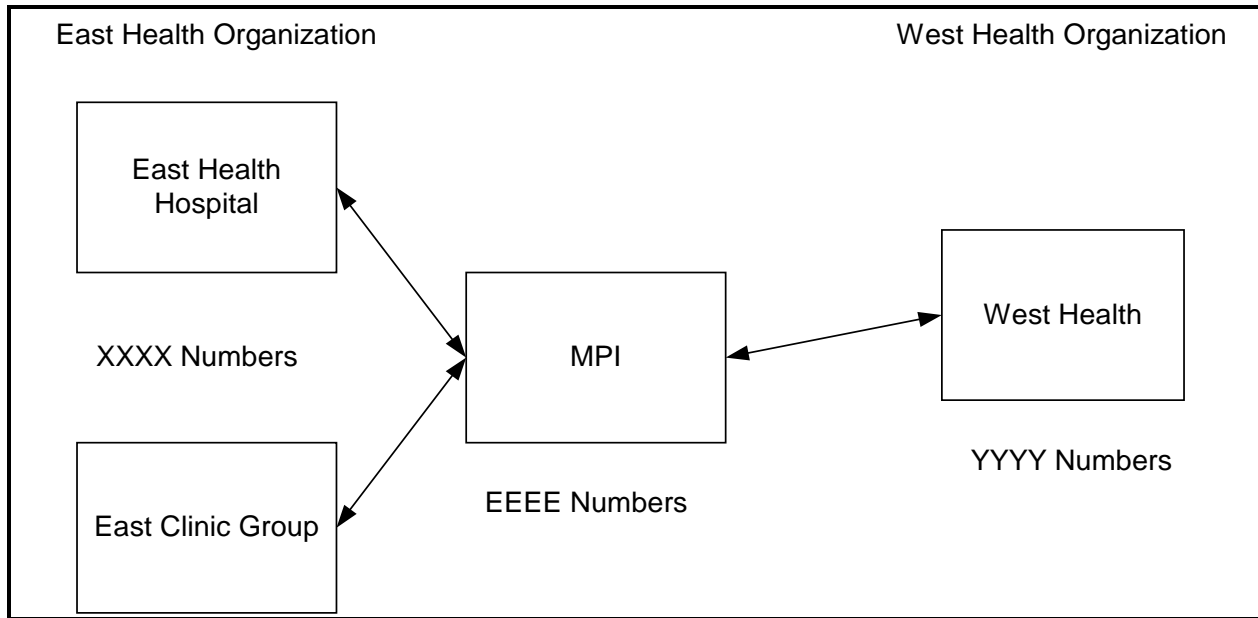 East Health Organization
West Health Organization
East Health
Hospital
XXXX Numbers
East Clinic Group
MPI
EEEE Numbers
West Health
YYYY Numbers